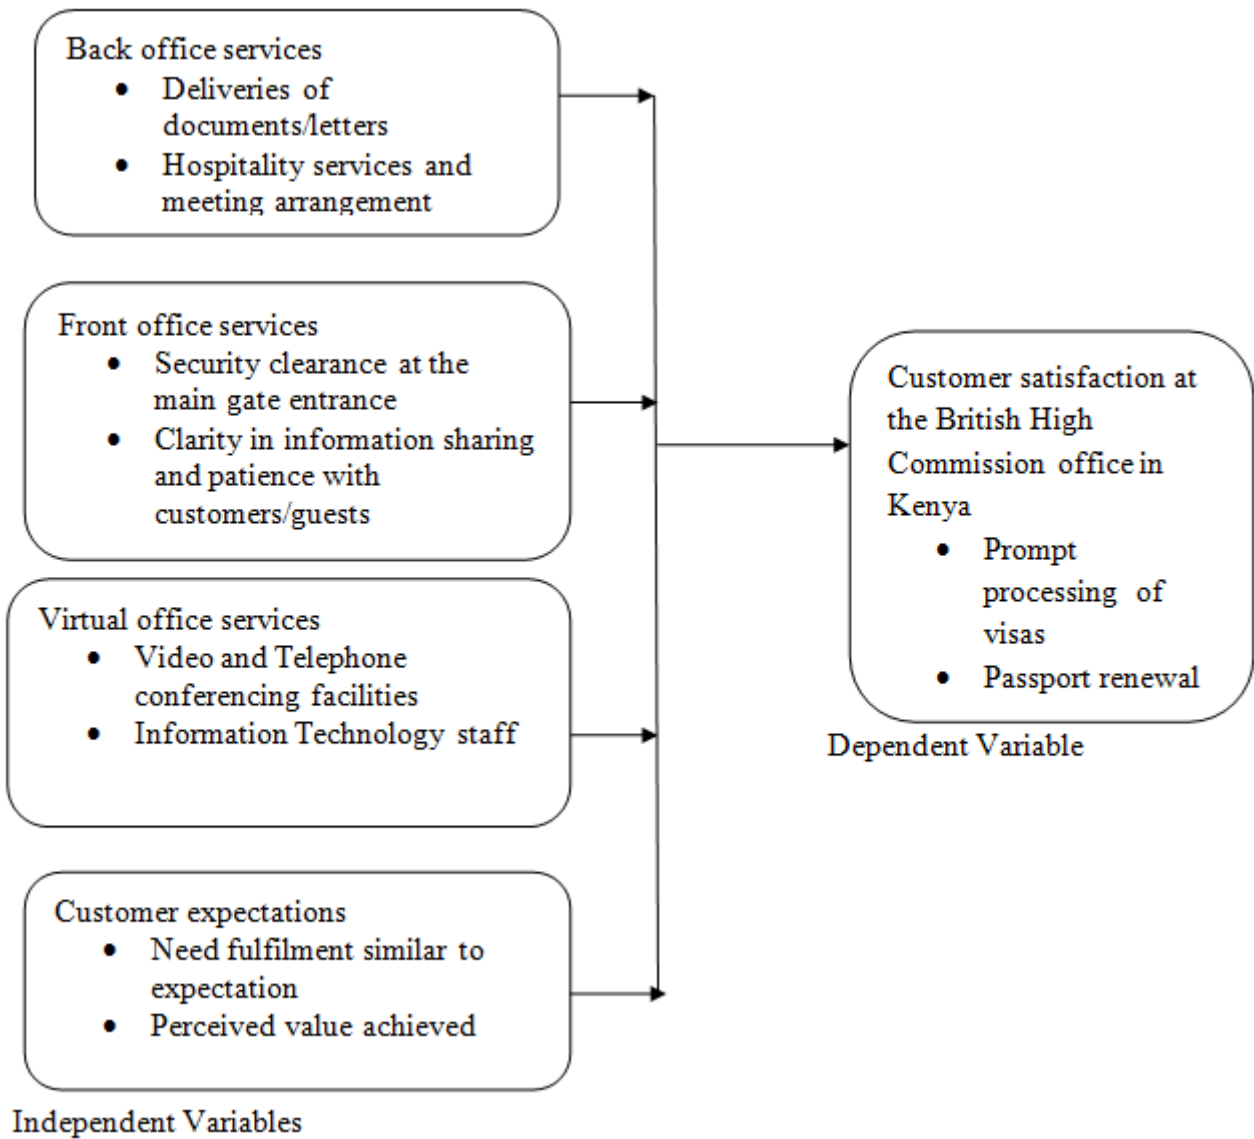 Back office services
• Deliveries of
documents/letters
• Hospitality services and
meeting arrangement
Front office services
• Security clearance at the
main gate entrance
• Clarity in information sharing
and patience with
customers/guests
Virtual office services
• Video and Telephone
conferencing facilities
• Information Technology staff
Customer expectations
• Need fulfilment similar to
expectation
• Perceived value achieved
Independent Variables
Customer satisfaction at
the British High
Commission office in
Kenya
• Prompt
processing of
visas
• Passport renewal
Dependent Variable